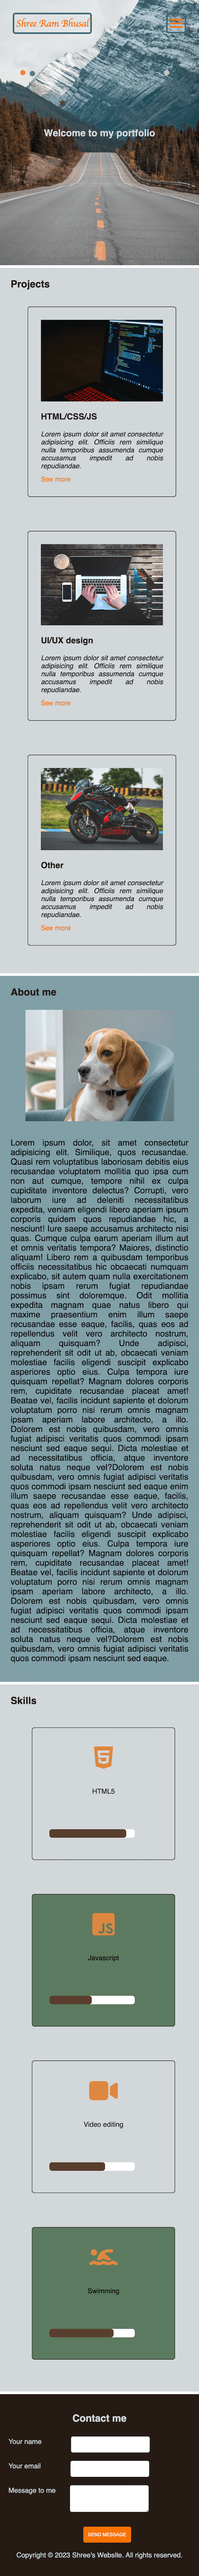 Shree Ram Bhusal
Welcome to my portfolio
Projects
HTML/CSS/JS
Lorem ipsum dolor sit amet consectetur
adipisicing elit. Officiis rem similique
nulla temporibus assumenda cumque
accusamus impedit ad nobis
repudiandae.
See more
UI/UX design
Lorem ipsum dolor sit amet consectetur
adipisicing elit. Officiis rem similique
nulla temporibus assumenda cumque
accusamus impedit ad nobis
repudiandae.
See more
Other
Lorem ipsum dolor sit amet consectetur
adipisicing elit. Officiis rem similique
nulla temporibus assumenda cumque
accusamus impedit ad nobis
repudiandae.
See more
About me
Lorem ipsum dolor, sit amet consectetur
adipisicing elit. Similique, quos recusandae.
Quasi rem voluptatibus laboriosam debitis eius
recusandae voluptatem mollitia quo ipsa cum
non aut cumque, tempore nihil ex culpa
cupiditate inventore delectus? Corrupti, vero
laborum iure ad deleniti necessitatibus
expedita, veniam eligendi libero aperiam ipsum
corporis quidem quos repudiandae hic, a
nesciunt! Iure saepe accusamus architecto nisi
quas. Cumque culpa earum aperiam illum aut
et omnis veritatis tempora? Maiores, distinctio
aliquam! Libero rem a quibusdam temporibus
officiis necessitatibus hic obcaecati numquam
explicabo, sit autem quam nulla exercitationem
nobis ipsam rerum fugiat repudiandae
possimus sint doloremque. Odit mollitia
expedita magnam quae natus libero qui
maxime praesentium enim illum saepe
recusandae esse eaque, facilis, quas eos ad
repellendus velit vero architecto nostrum,
aliquam quisquam? Unde adipisci,
reprehenderit sit odit ut ab, obcaecati veniam
molestiae facilis eligendi suscipit explicabo
asperiores optio eius. Culpa tempora iure
quisquam repellat? Magnam dolores corporis
rem, cupiditate recusandae placeat amet!
Beatae vel, facilis incidunt sapiente et dolorum
voluptatum porro nisi rerum omnis magnam
ipsam aperiam labore architecto, a illo.
Dolorem est nobis quibusdam, vero omnis
fugiat adipisci veritatis quos commodi ipsam
nesciunt sed eaque sequi. Dicta molestiae et
ad necessitatibus officia, atque inventore
soluta natus neque vel?Dolorem est nobis
quibusdam, vero omnis fugiat adipisci veritatis
quos commodi ipsam nesciunt sed eaque enim
illum saepe recusandae esse eaque, facilis,
quas eos ad repellendus velit vero architecto
nostrum, aliquam quisquam? Unde adipisci,
reprehenderit sit odit ut ab, obcaecati veniam
molestiae facilis eligendi suscipit explicabo
asperiores optio eius. Culpa tempora iure
quisquam repellat? Magnam dolores corporis
rem, cupiditate recusandae placeat amet!
Beatae vel, facilis incidunt sapiente et dolorum
voluptatum porro nisi rerum omnis magnam
ipsam aperiam labore architecto, a illo.
Dolorem est nobis quibusdam, vero omnis
fugiat adipisci veritatis quos commodi ipsam
nesciunt sed eaque sequi. Dicta molestiae et
ad necessitatibus officia, atque inventore
soluta natus neque vel?Dolorem est nobis
quibusdam, vero omnis fugiat adipisci veritatis
quos commodi ipsam nesciunt sed eaque.
Skills
5
HTML5
JS
Javascript
Video editing
Swimming
Contact me
Your name
Your email
Message to me
SEND MESSAGE
Copyright © 2023 Shree's Website. All rights reserved.